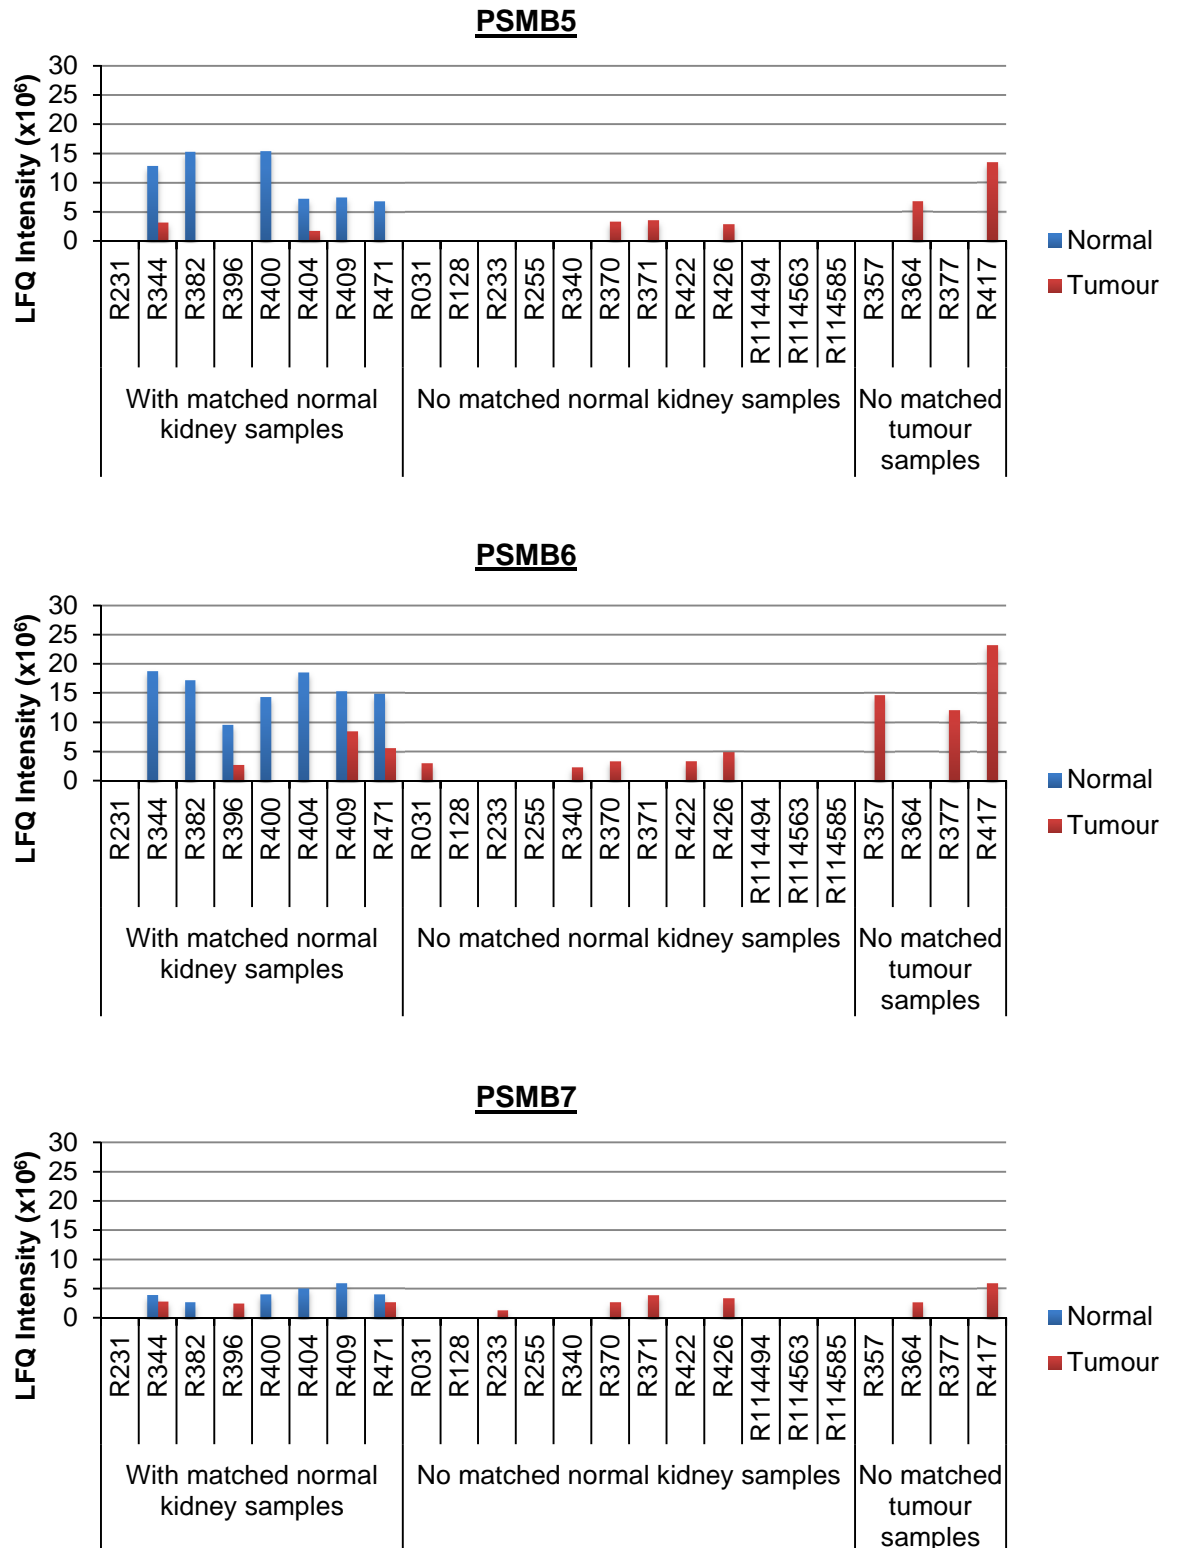 PSMB5
LFQ Intensity (x10⁶)
30
25
20
15
10
5
0
R231
R344
R382
R396
R400
R404
R409
R471
R031
R128
R233
R255
R340
R370
R371
R422
R426
R114494
R114563
R114585
R357
R364
R377
R417
With matched normal
kidney samples
No matched normal kidney samples
No matched
tumour
samples
Normal
Tumour
PSMB6
LFQ Intensity (x10⁶)
30
25
20
15
10
5
0
R231
R344
R382
R396
R400
R404
R409
R471
R031
R128
R233
R255
R340
R370
R371
R422
R426
R114494
R114563
R114585
R357
R364
R377
R417
With matched normal
kidney samples
No matched normal kidney samples
No matched
tumour
samples
Normal
Tumour
PSMB7
LFQ Intensity (x10⁶)
30
25
20
15
10
5
0
R231
R344
R382
R396
R400
R404
R409
R471
R031
R128
R233
R255
R340
R370
R371
R422
R426
R114494
R114563
R114585
R357
R364
R377
R417
With matched normal
kidney samples
No matched normal kidney samples
No matched
tumour
samples
Normal
Tumour